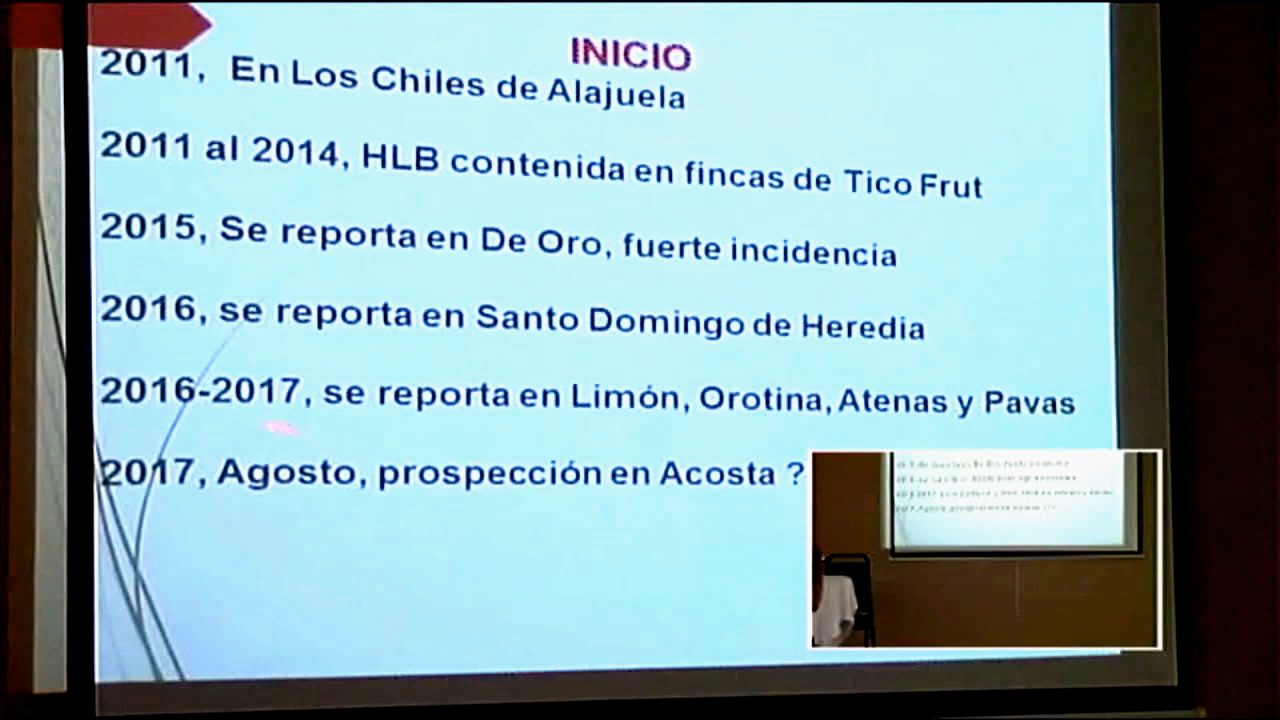 INICIO
2011, En Los Chiles de Alajuela
2011 al 2014, HLB contenida en fincas de Tico Frut
2015, Se reporta en De Oro, fuerte incidencia
2016, se reporta en Santo Domingo de Heredia
2016-2017, se reporta en Limón, Orotina, Atenas y Pavas
2017, Agosto, prospección en Acosta ?